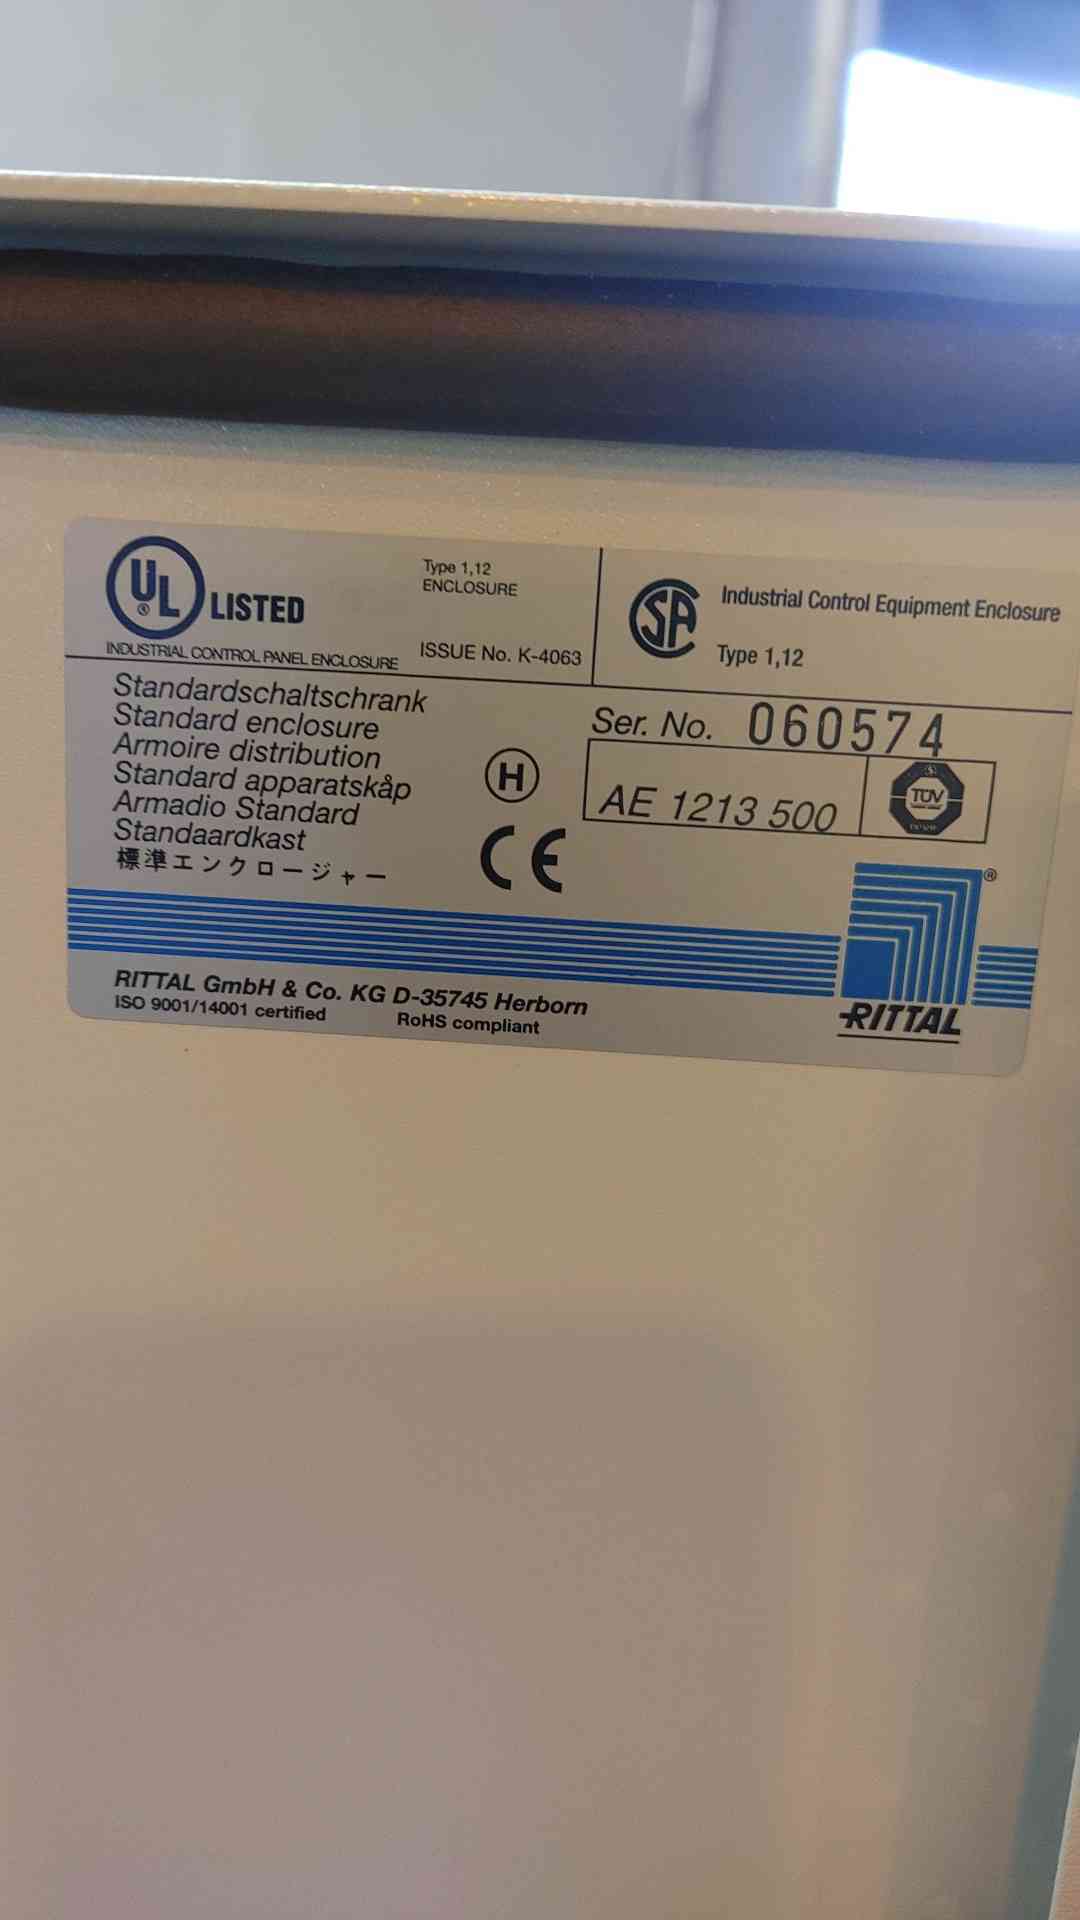 UL ® LISTED
INDUSTRIAL CONTROL PANEL ENCLOSURE
Type 1,12
ENCLOSURE
ISSUE No. K-4063
SA
Industrial Control Equipment Enclosure
Type 1,12
Standardschaltschrank
Standard enclosure
Armoire distribution
Standard apparatskåp
Armadio Standard
Standaardkast
標準エンクロージャー
H
CE
Ser. No. 060574
AE 1213 500
TÜV
®
RITTAL
RITTAL GmbH & Co. KG D-35745 Herborn
ISO 9001/14001 certified
RoHS compliant